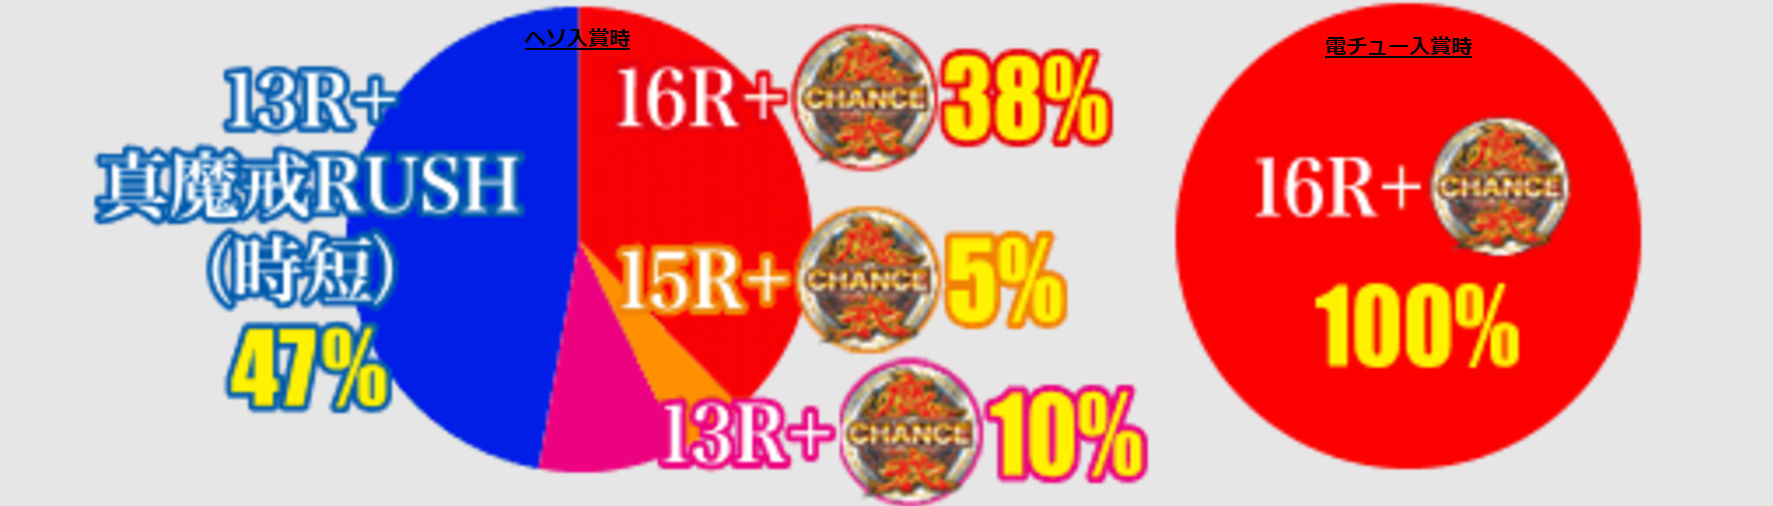 ヘソ入賞時
13R+
真魔戒RUSH
(時短)
47%
16R+ CHANCE 38%
15R+ CHANCE 5%
13R+ CHANCE 10%
電チュー入賞時
16R+ CHANCE
100%